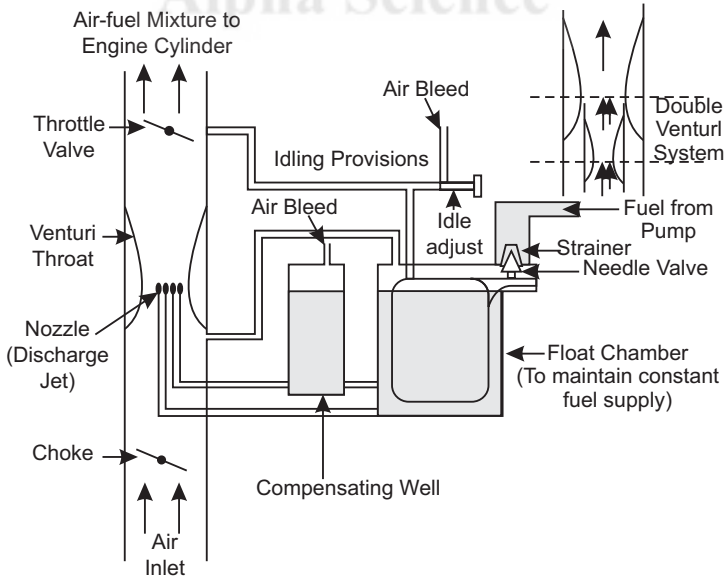 Alpha Science
Air-fuel Mixture to
Engine Cylinder
Throttle
Valve
Air Bleed
Idling Provisions
Double
Venturl
System
Venturi
Throat
Air Bleed
Idle
adjust
Fuel from
Pump
Strainer
Needle Valve
Nozzle
(Discharge
Jet)
Float Chamber
(To maintain constant
fuel supply)
Choke
Compensating Well
Air
Inlet